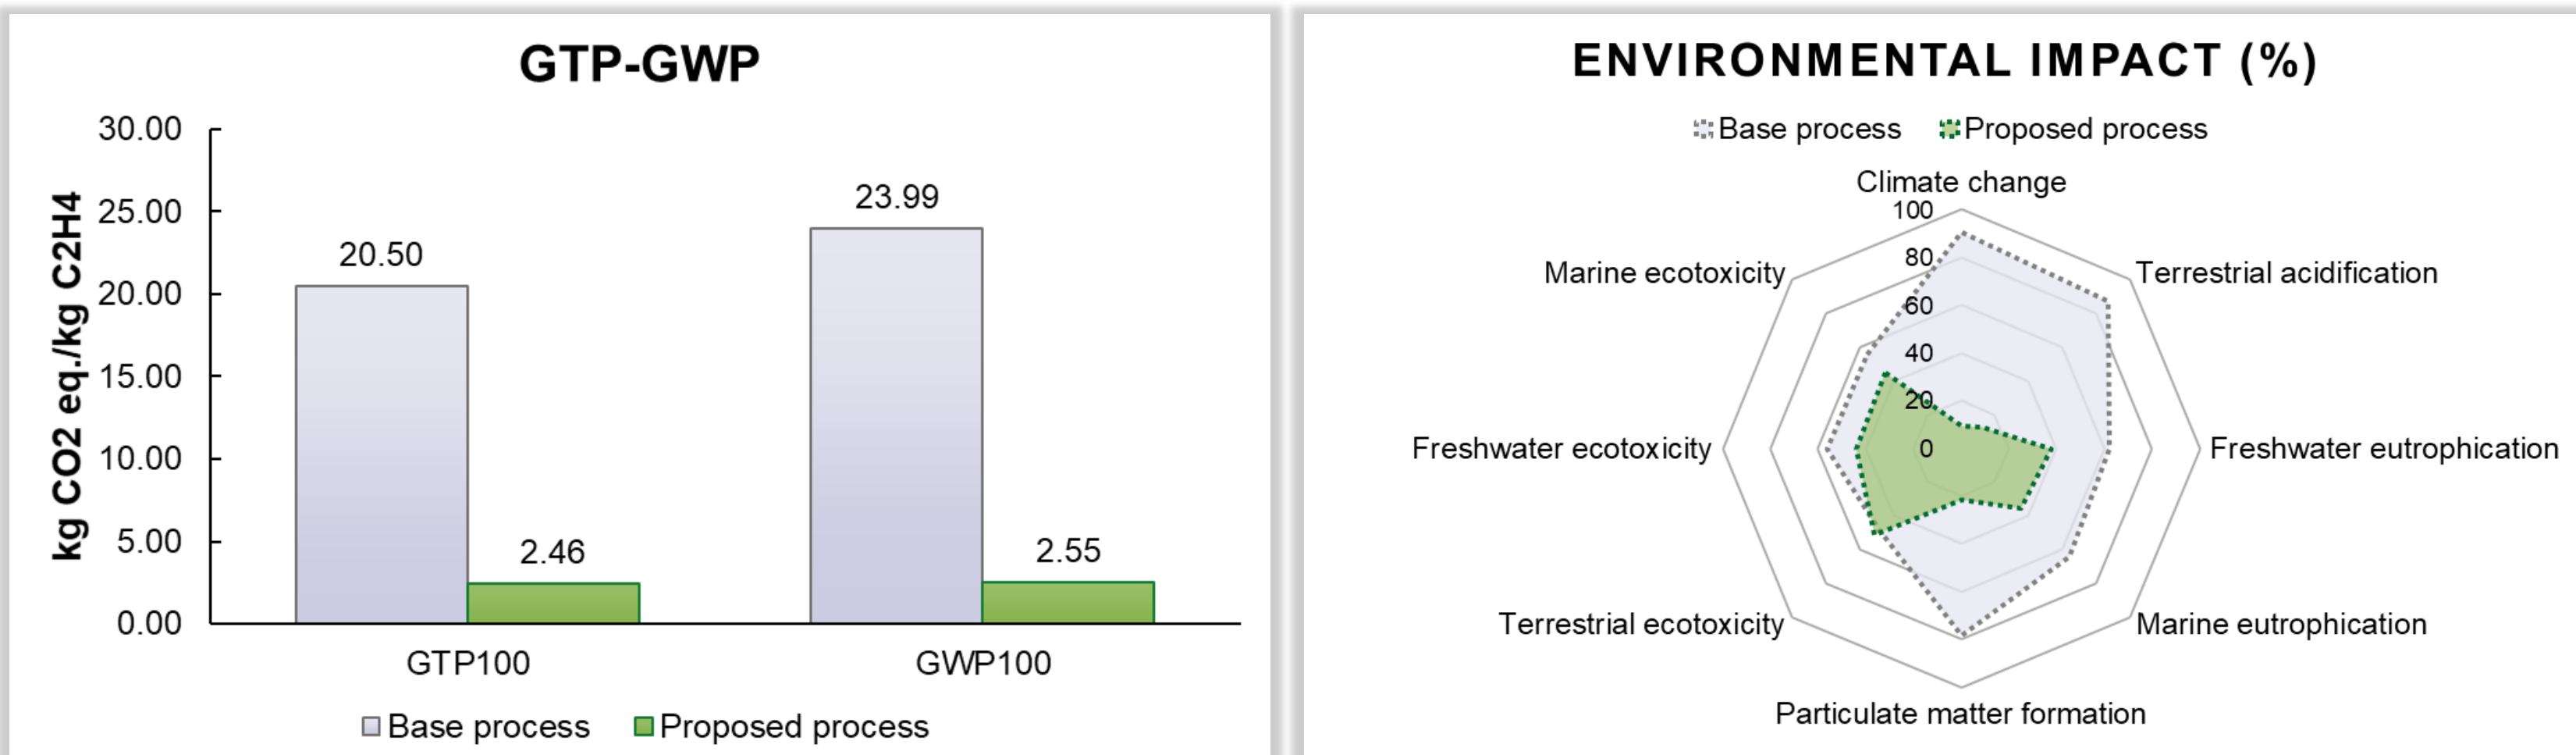 GTP-GWP
kg CO2 eq./kg C2H4
30.00
25.00
20.00
15.00
10.00
5.00
0.00
20.50
2.46
23.99
2.55
GTP100
GWP100
Base process
Proposed process
ENVIRONMENTAL IMPACT (%)
Base process
Proposed process
Climate change
100
80
60
40
20
0
Marine ecotoxicity
Terrestrial acidification
Freshwater ecotoxicity
Freshwater eutrophication
Terrestrial ecotoxicity
Marine eutrophication
Particulate matter formation